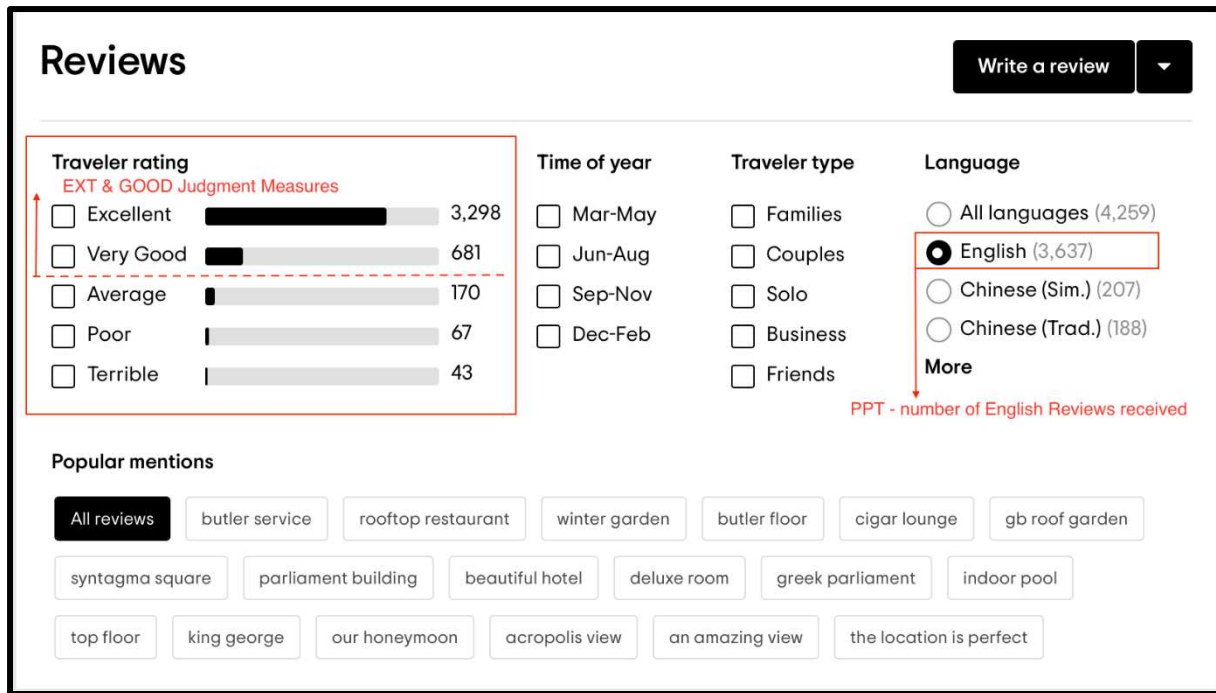 Reviews
Write a review
Traveler rating
EXT & GOOD Judgment Measures
Excellent 3,298
Very Good 681
Average 170
Poor 67
Terrible 43
Time of year
Mar-May
Jun-Aug
Sep-Nov
Dec-Feb
Traveler type
Families
Couples
Solo
Business
Friends
Language
All languages (4,259)
English (3,637)
Chinese (Sim.) (207)
Chinese (Trad.) (188)
More
PPT - number of English Reviews received
Popular mentions
All reviews butler service rooftop restaurant winter garden butler floor cigar lounge gb roof garden
syntagma square parliament building beautiful hotel deluxe room greek parliament indoor pool
top floor king george our honeymoon acropolis view an amazing view the location is perfect